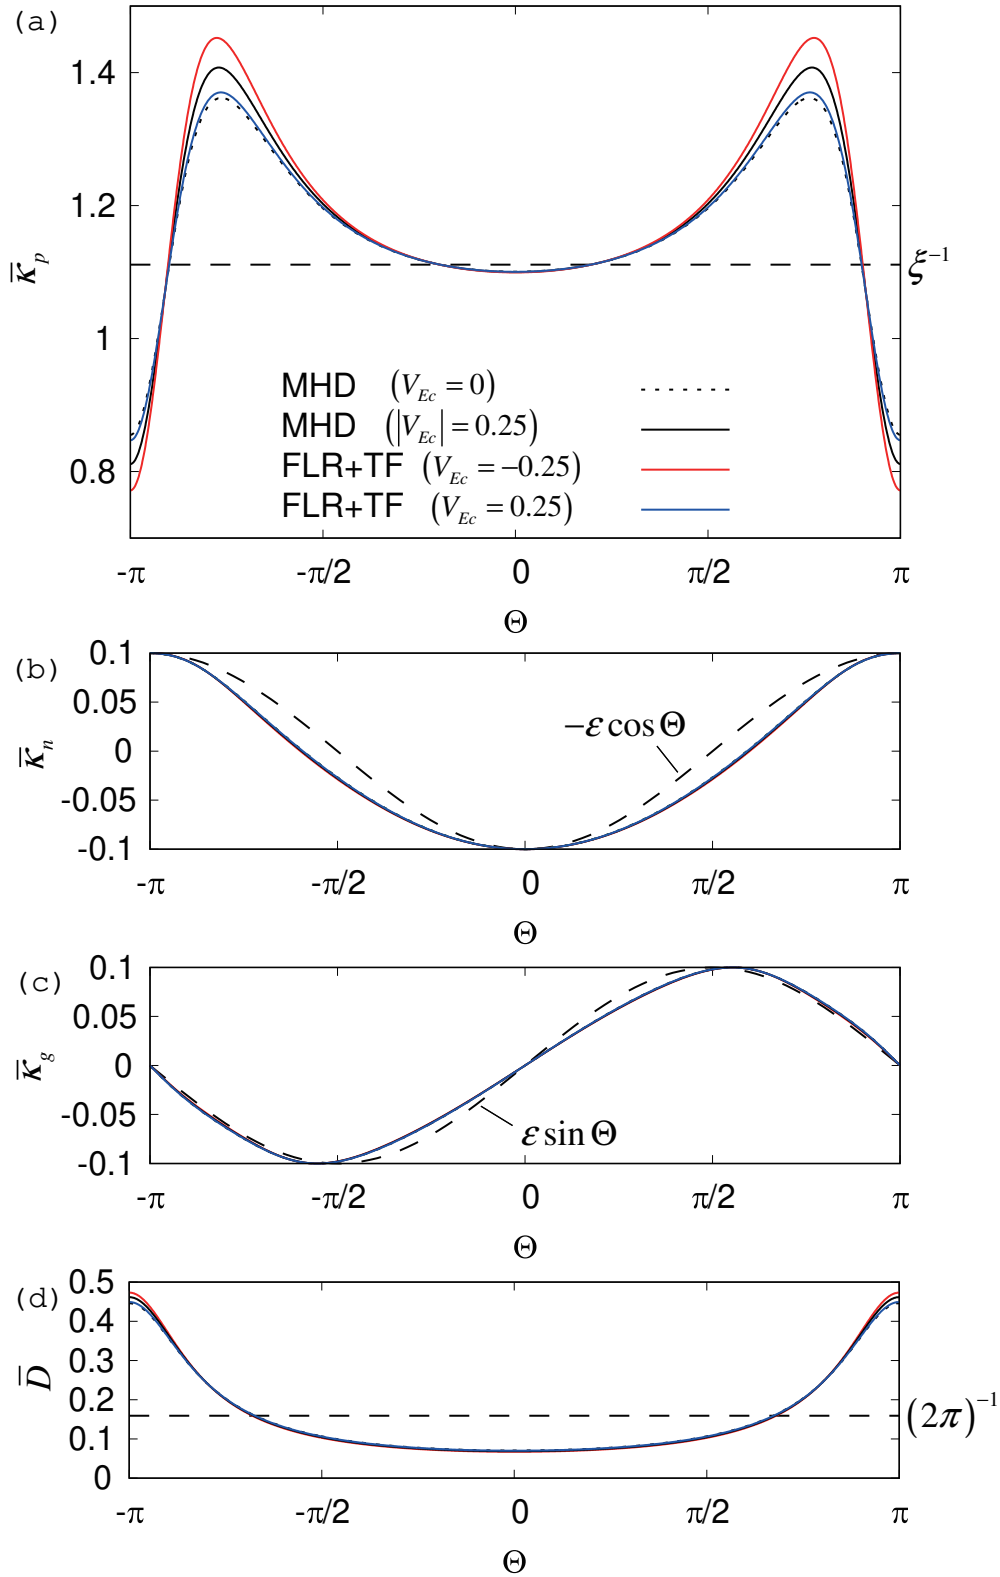 (a)
1.4
1.2
1
0.8
κ̄ₚ
ξ⁻¹
MHD (V_Ec = 0)
MHD (|V_Ec| = 0.25)
FLR+TF (V_Ec = −0.25)
FLR+TF (V_Ec = 0.25)
-π -π/2 0 π/2 π
Θ
(b)
0.1
0.05
0
-0.05
-0.1
κ̄ₙ
−ε cos Θ
-π -π/2 0 π/2 π
Θ
(c)
0.1
0.05
0
-0.05
-0.1
κ̄_g
ε sin Θ
-π -π/2 0 π/2 π
Θ
(d)
0.5
0.4
0.3
0.2
0.1
0
D̄
(2π)⁻¹
-π -π/2 0 π/2 π
Θ